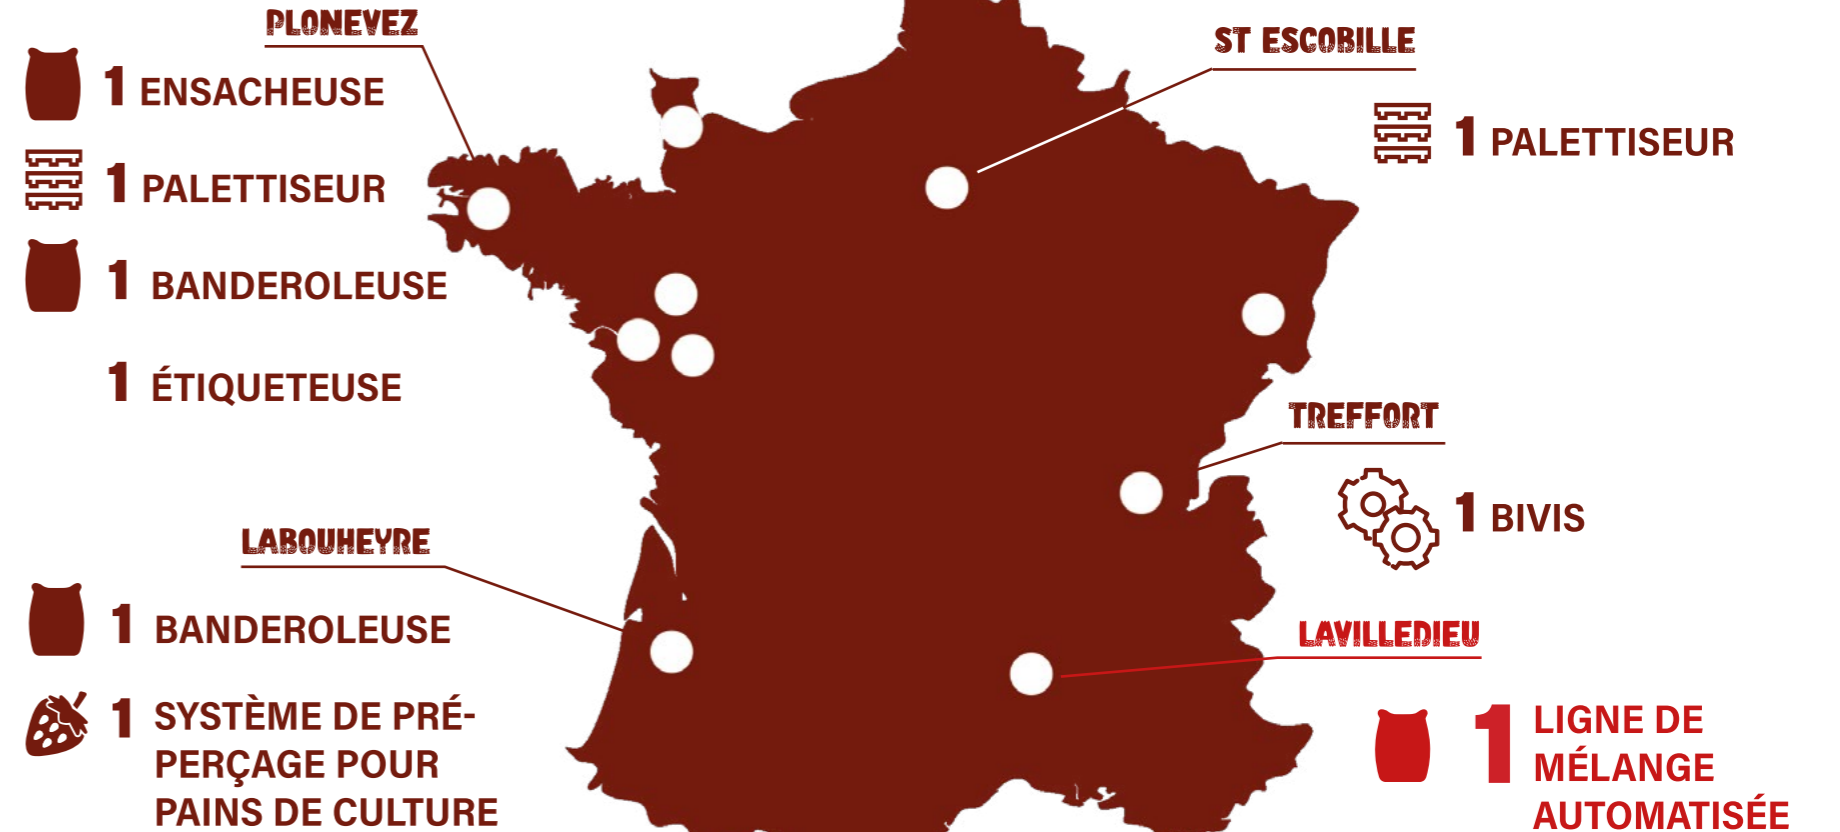 PLONEVEZ
1 ENSACHEUSE
1 PALETTISEUR
1 BANDEROLEUSE
1 ÉTIQUETEUSE
LABOUHEYRE
1 BANDEROLEUSE
1 SYSTÈME DE PRÉ-
PERÇAGE POUR
PAINS DE CULTURE
ST ESCOBILLE
1 PALETTISEUR
TREFFORT
1 BIVIS
LAVILLEDIEU
1 LIGNE DE
MÉLANGE
AUTOMATISÉE